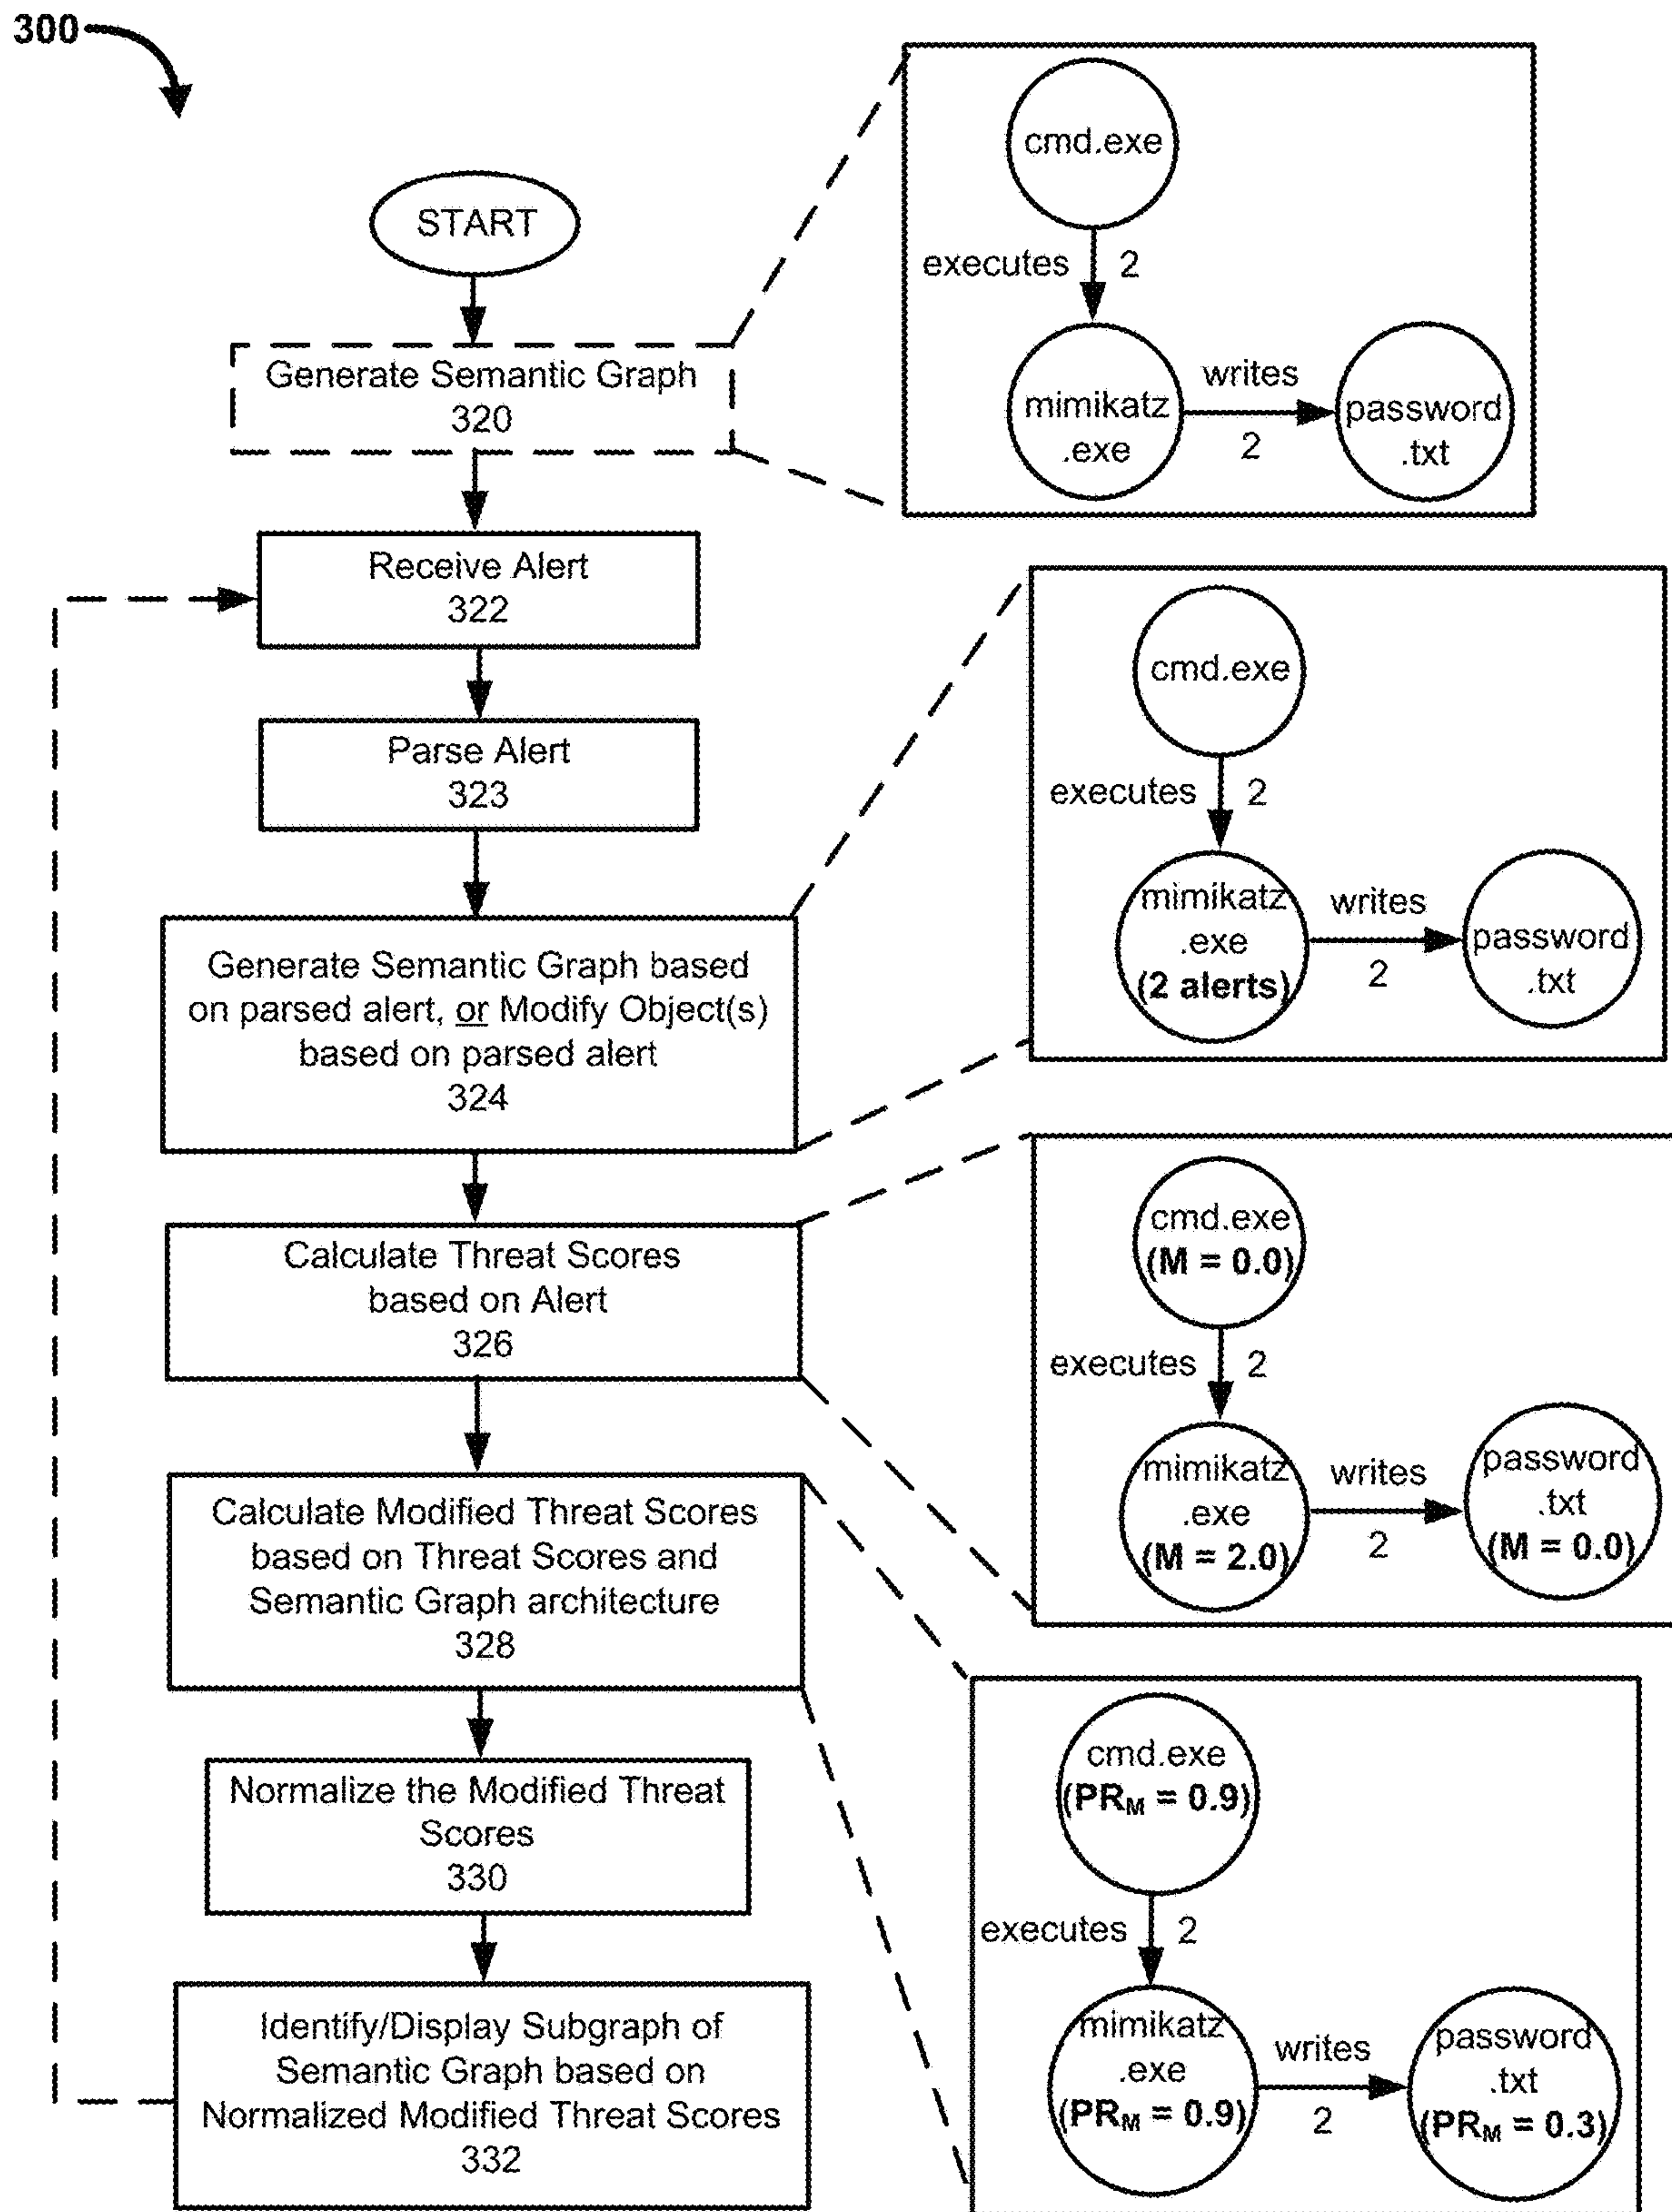 300
START
Generate Semantic Graph
320
Receive Alert
322
Parse Alert
323
Generate Semantic Graph based
on parsed alert, or Modify Object(s)
based on parsed alert
324
Calculate Threat Scores
based on Alert
326
Calculate Modified Threat Scores
based on Threat Scores and
Semantic Graph architecture
328
Normalize the Modified Threat
Scores
330
Identify/Display Subgraph of
Semantic Graph based on
Normalized Modified Threat Scores
332
cmd.exe
executes 2
mimikatz
.exe
writes
2
password
.txt
cmd.exe
executes 2
mimikatz
.exe
(2 alerts)
writes
2
password
.txt
cmd.exe
(M = 0.0)
executes 2
mimikatz
.exe
(M = 2.0)
writes
2
password
.txt
(M = 0.0)
cmd.exe
(PRM = 0.9)
executes 2
mimikatz
.exe
(PRM = 0.9)
writes
2
password
.txt
(PRM = 0.3)